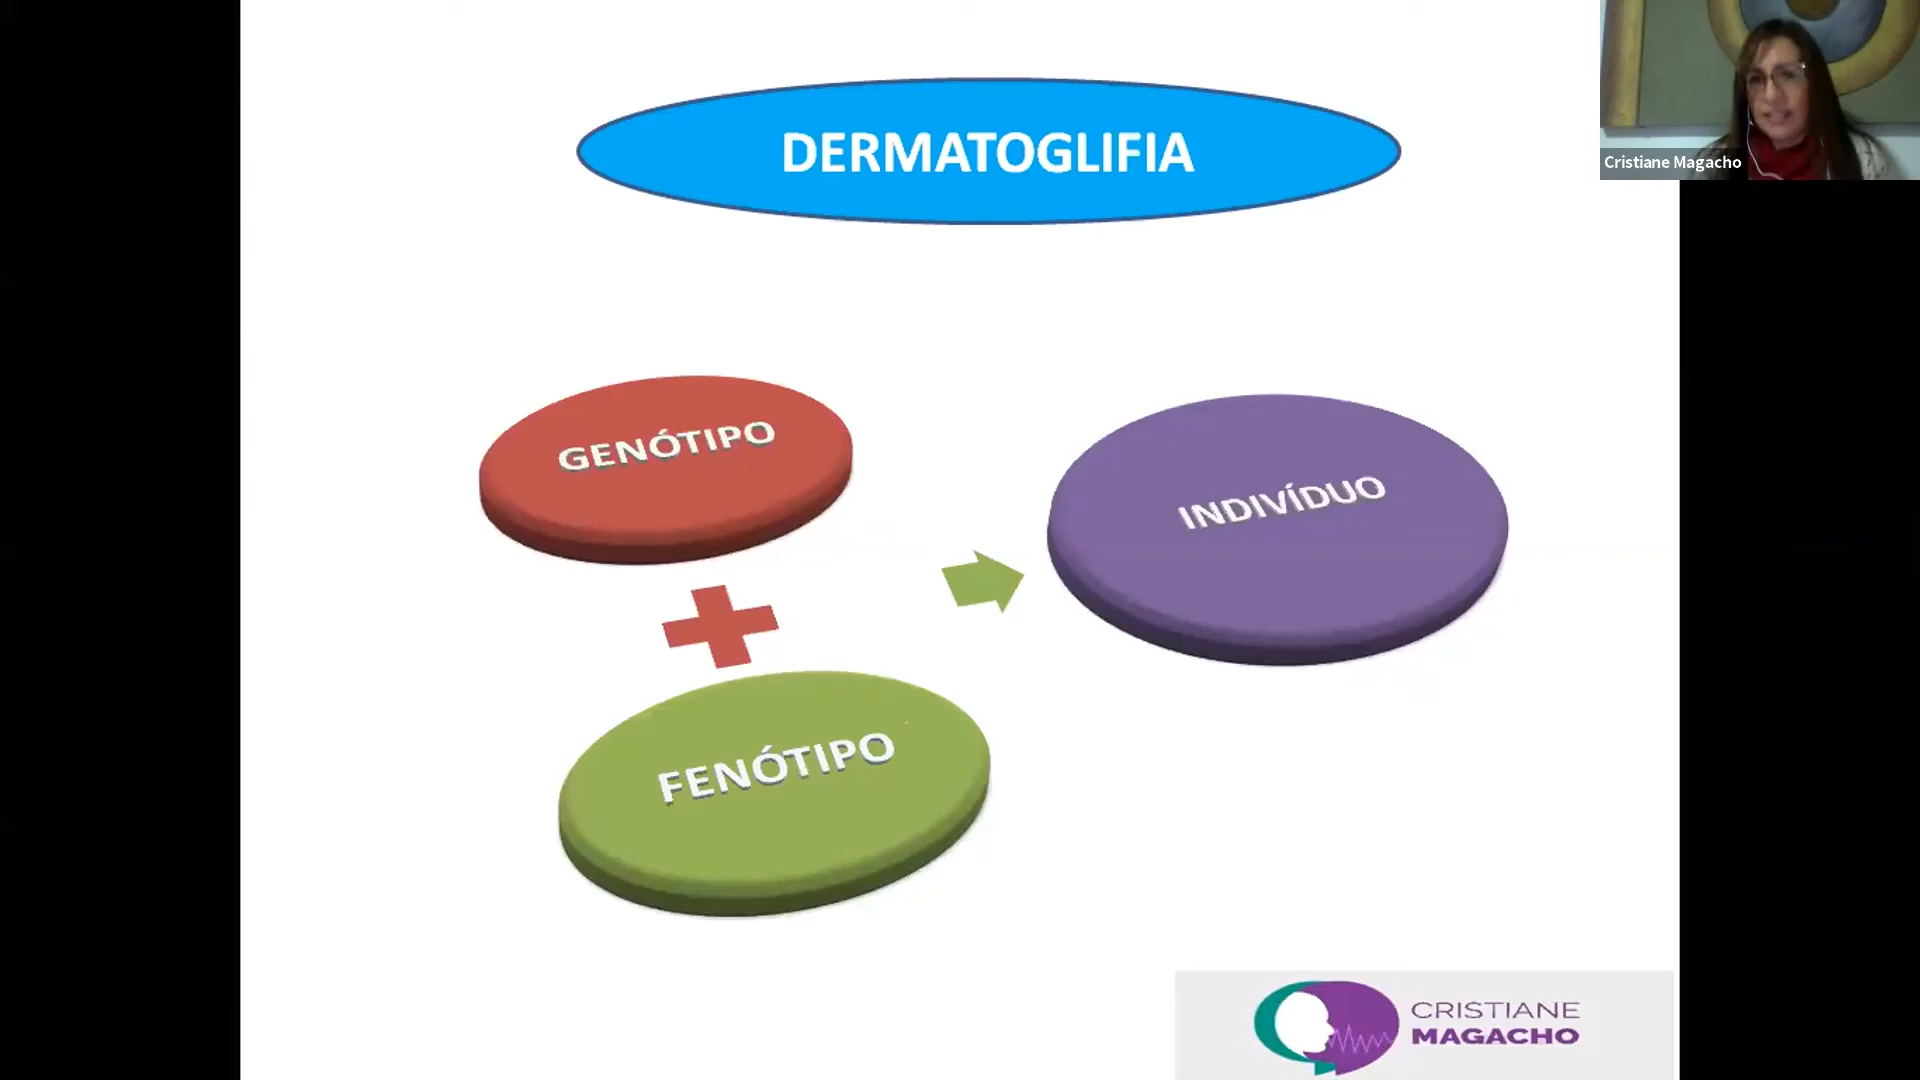 DERMATOGLIFIA
Cristiane Magacho
GENÓTIPO
INDIVÍDUO
FENÓTIPO
CRISTIANE
MAGACHO